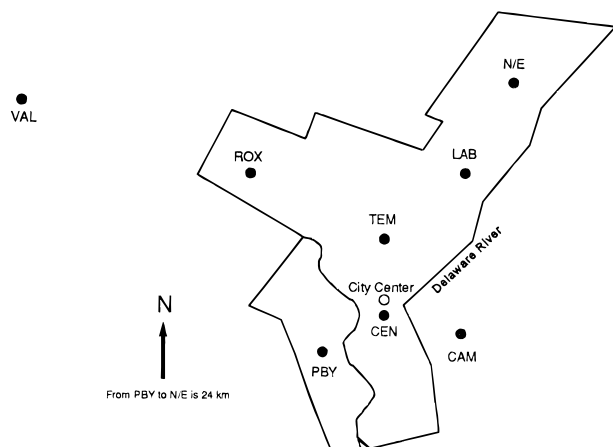 N/E
VAL
ROX
LAB
TEM
Delaware River
City Center
N
CEN
CAM
PBY
From PBY to N/E is 24 km